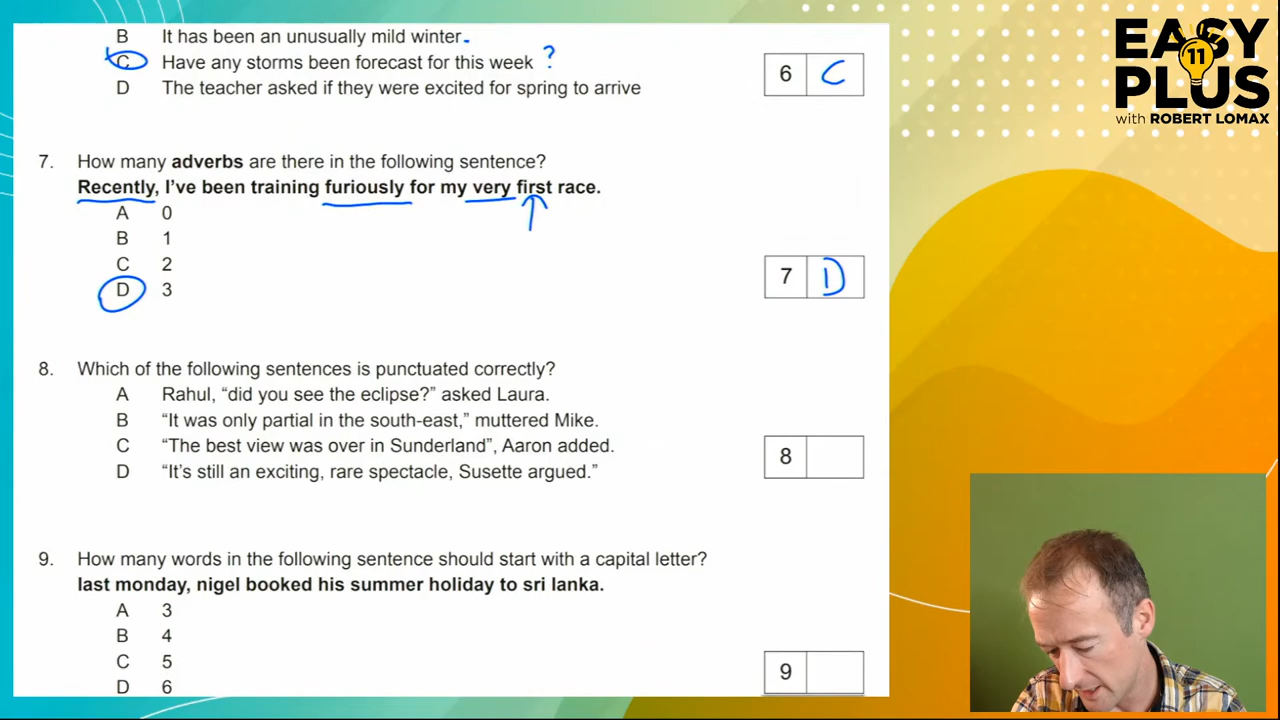 B It has been an unusually mild winter.
C Have any storms been forecast for this week ?
D The teacher asked if they were excited for spring to arrive
6 C
7. How many adverbs are there in the following sentence?
Recently, I've been training furiously for my very first race.
A 0
B 1
C 2
D 3
7 D
8. Which of the following sentences is punctuated correctly?
A Rahul, “did you see the eclipse?” asked Laura.
B “It was only partial in the south-east,” muttered Mike.
C “The best view was over in Sunderland”, Aaron added.
D “It’s still an exciting, rare spectacle, Susette argued.”
8
9. How many words in the following sentence should start with a capital letter?
last monday, nigel booked his summer holiday to sri lanka.
A 3
B 4
C 5
D 6
9
EASY
11
PLUS
with ROBERT LOMAX